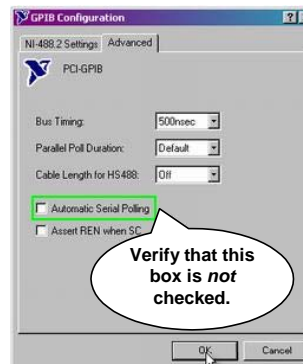 GPIB Configuration
NI-488.2 Settings Advanced
PCI-GPIB
Bus Timing: 500nsec
Parallel Poll Duration: Default
Cable Length for HS488: Off
Automatic Serial Polling
Assert REN when SC
Verify that this
box is not
checked.
OK Cancel